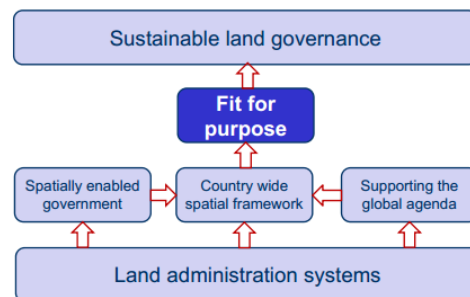 Sustainable land governance
Fit for
purpose
Spatially enabled
government
Country wide
spatial framework
Supporting the
global agenda
Land administration systems